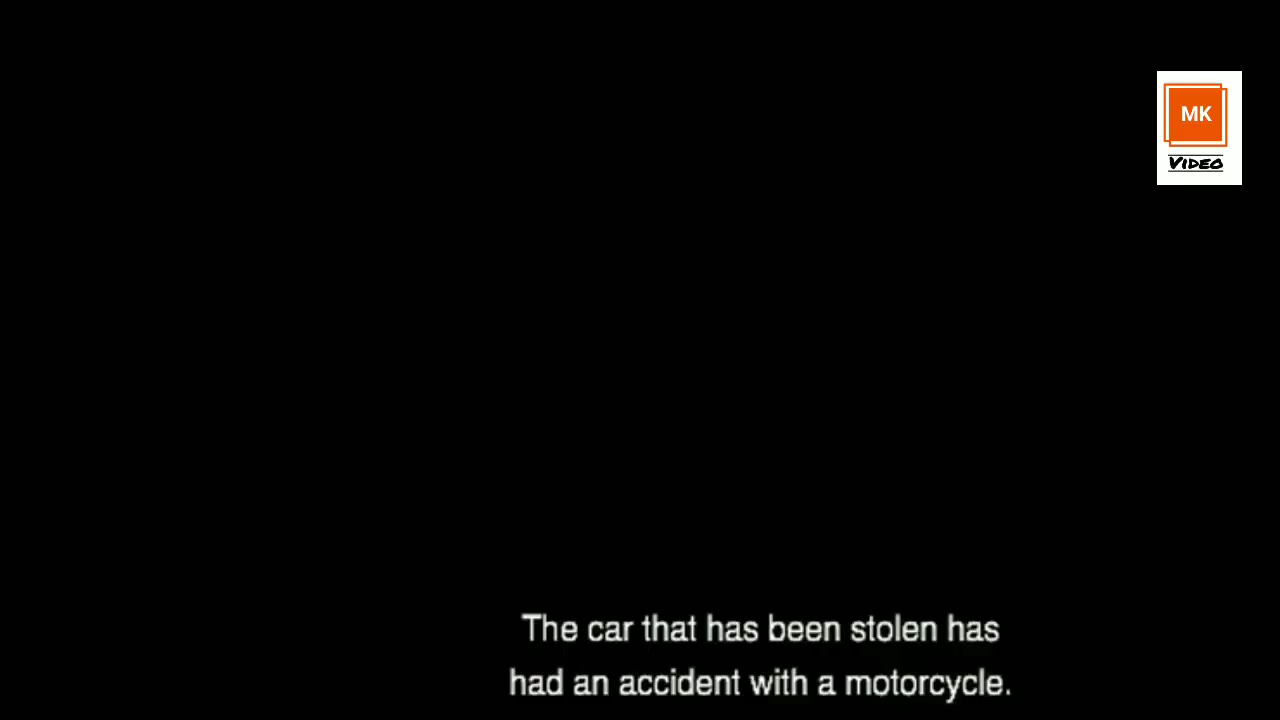 MK
VIDEO
The car that has been stolen has
had an accident with a motorcycle.